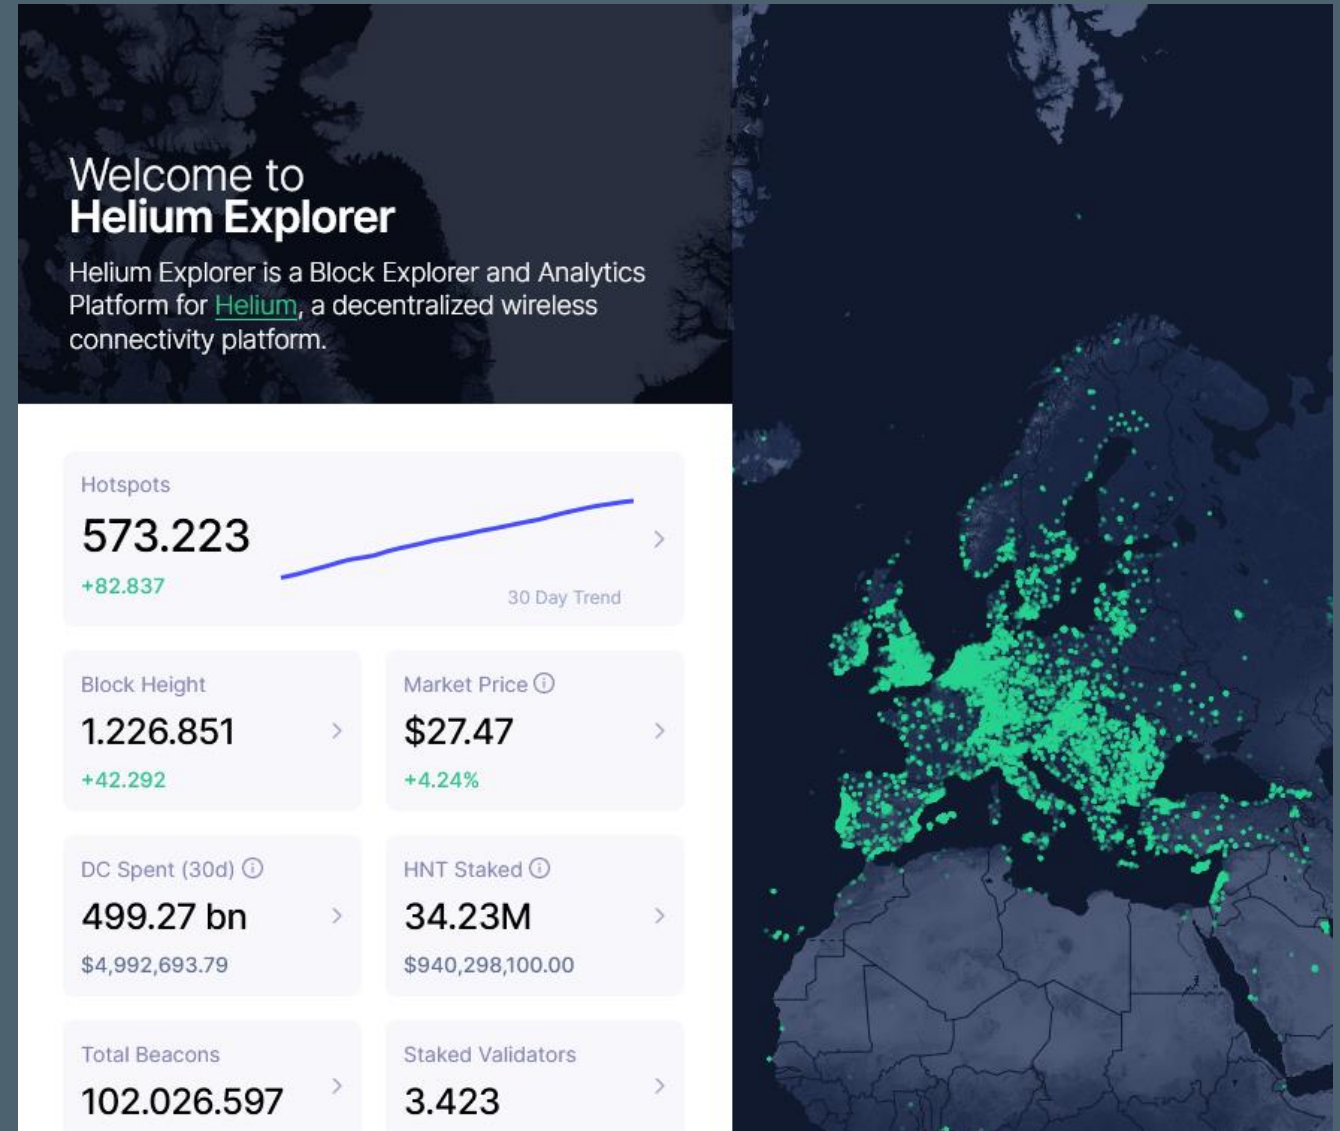 Welcome to
Helium Explorer
Helium Explorer is a Block Explorer and Analytics
Platform for Helium, a decentralized wireless
connectivity platform.
Hotspots
573.223
+82.837
30 Day Trend
Block Height
1.226.851
+42.292
Market Price
$27.47
+4.24%
DC Spent (30d)
499.27 bn
$4,992,693.79
HNT Staked
34.23M
$940,298,100.00
Total Beacons
102.026.597
Staked Validators
3.423